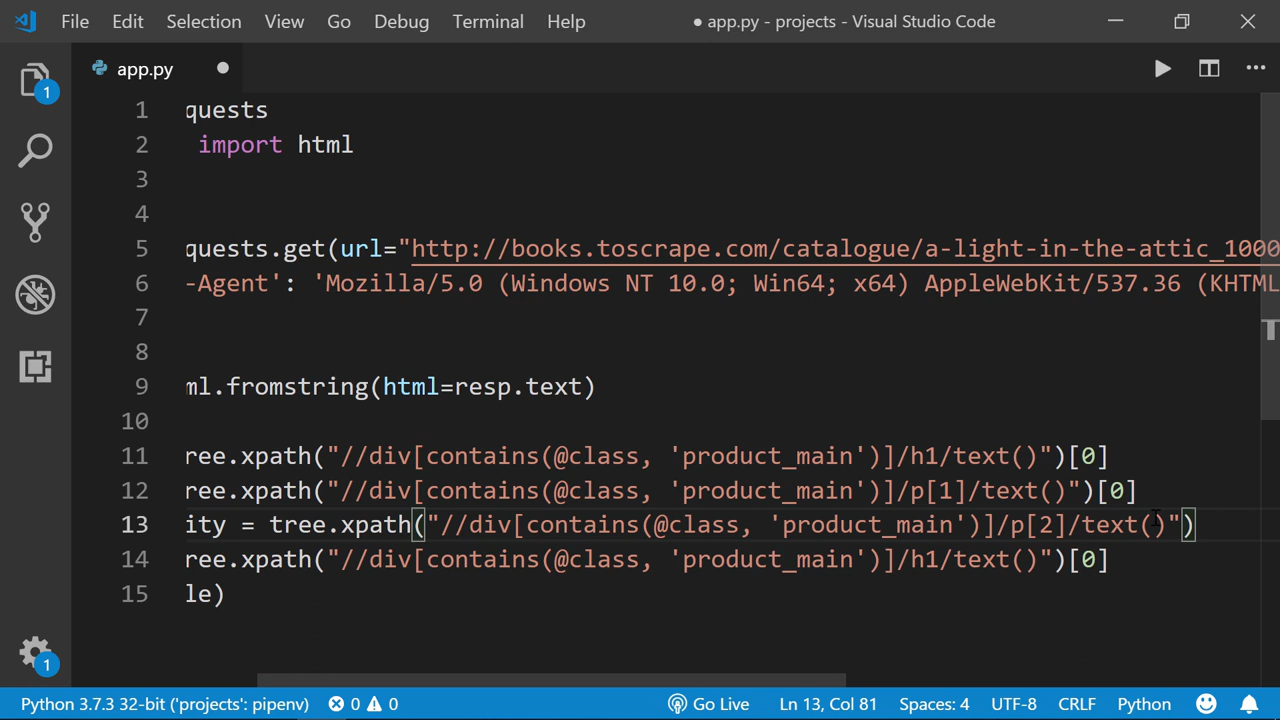 File Edit Selection View Go Debug Terminal Help ● app.py - projects - Visual Studio Code
app.py
1 quests
2 import html
3
4
5 quests.get(url="http://books.toscrape.com/catalogue/a-light-in-the-attic_1000
6 -Agent': 'Mozilla/5.0 (Windows NT 10.0; Win64; x64) AppleWebKit/537.36 (KHTML
7
8
9 ml.fromstring(html=resp.text)
10
11 ree.xpath("//div[contains(@class, 'product_main')]/h1/text()")[0]
12 ree.xpath("//div[contains(@class, 'product_main')]/p[1]/text()")[0]
13 ity = tree.xpath("//div[contains(@class, 'product_main')]/p[2]/text()")
14 ree.xpath("//div[contains(@class, 'product_main')]/h1/text()")[0]
15 le)
1
1
Python 3.7.3 32-bit ('projects': pipenv) 0 0 Go Live Ln 13, Col 81 Spaces: 4 UTF-8 CRLF Python